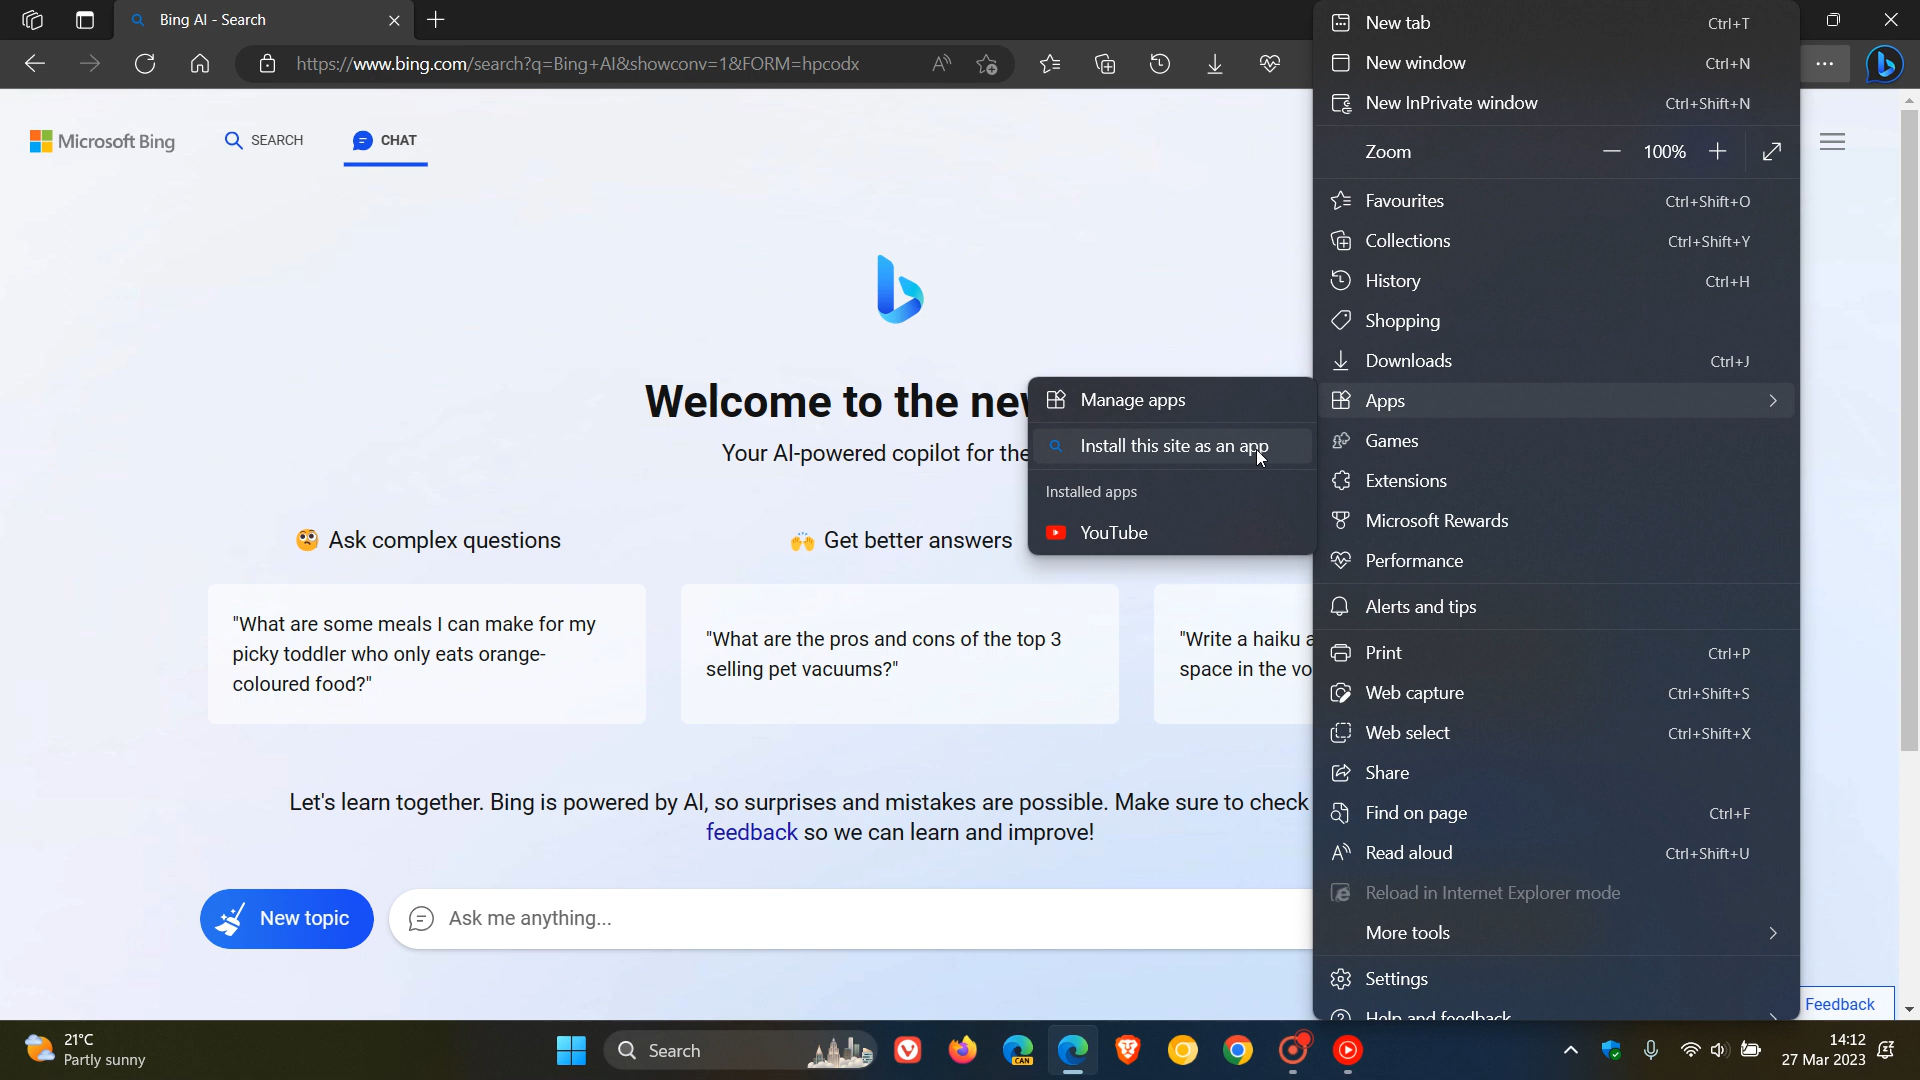 Bing AI - Search
https://www.bing.com/search?q=Bing+AI&showconv=1&FORM=hpcodx
Microsoft Bing
SEARCH
CHAT
Welcome to the new
Your AI-powered copilot for the
Ask complex questions
Get better answers
"What are some meals I can make for my
picky toddler who only eats orange-
coloured food?"
"What are the pros and cons of the top 3
selling pet vacuums?"
"Write a haiku a
space in the vo
Let's learn together. Bing is powered by AI, so surprises and mistakes are possible. Make sure to check
feedback so we can learn and improve!
New topic
Ask me anything...
Manage apps
Install this site as an app
Installed apps
YouTube
New tab Ctrl+T
New window Ctrl+N
New InPrivate window Ctrl+Shift+N
Zoom 100%
Favourites Ctrl+Shift+O
Collections Ctrl+Shift+Y
History Ctrl+H
Shopping
Downloads Ctrl+J
Apps
Games
Extensions
Microsoft Rewards
Performance
Alerts and tips
Print Ctrl+P
Web capture Ctrl+Shift+S
Web select Ctrl+Shift+X
Share
Find on page Ctrl+F
Read aloud Ctrl+Shift+U
Reload in Internet Explorer mode
More tools
Settings
Help and feedback
Feedback
21°C
Partly sunny
Search
CAN
14:12
27 Mar 2023